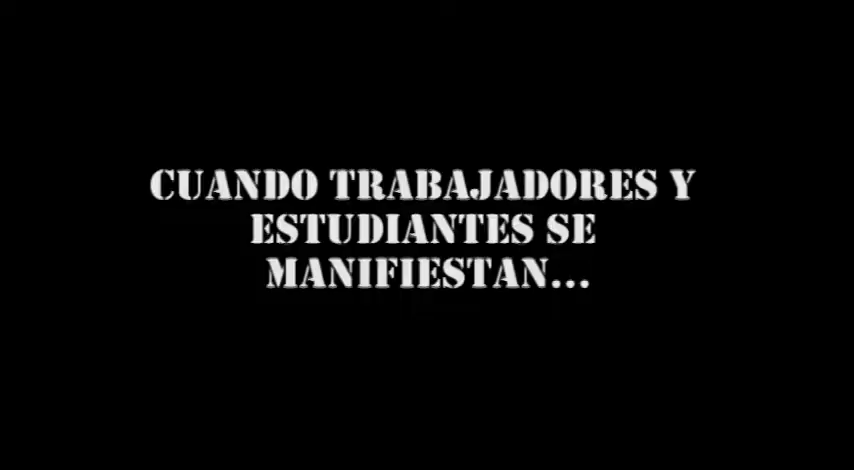 CUANDO TRABAJADORES Y
ESTUDIANTES SE
MANIFIESTAN...